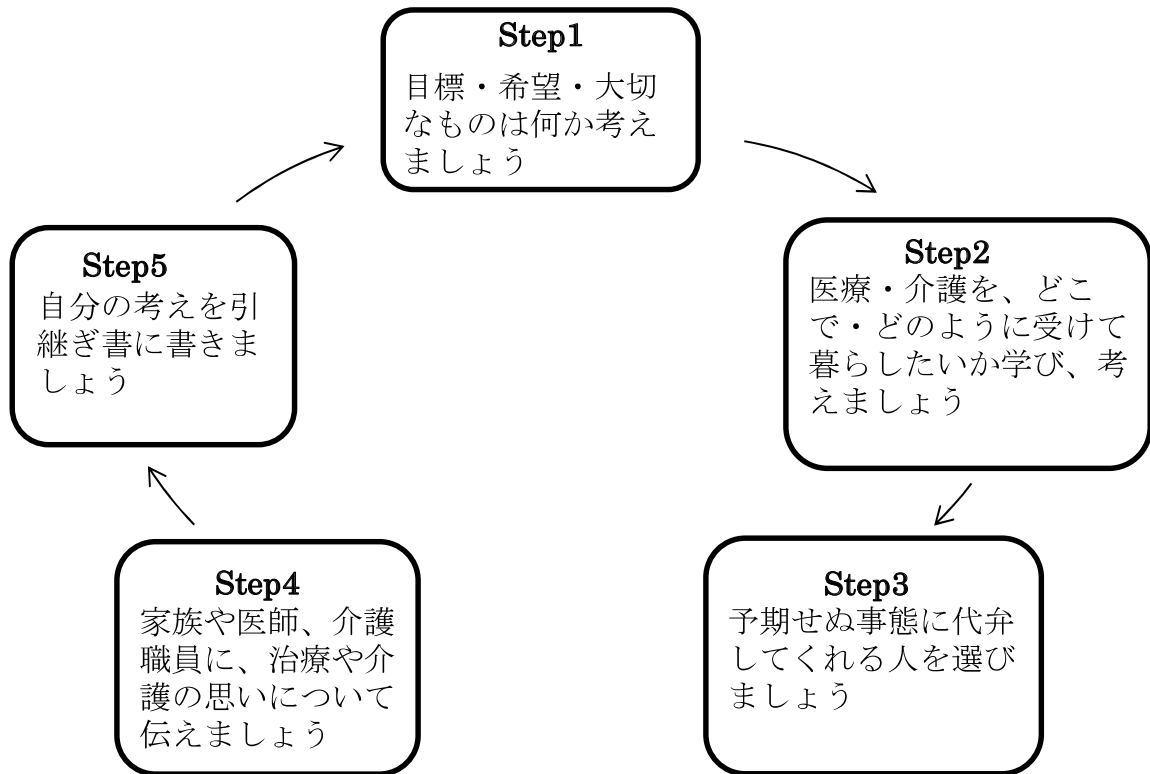 Step1
目標・希望・大切
なものは何か考え
ましょう
Step2
医療・介護を、どこ
で・どのように受けて
暮らしたいか学び、考
えましょう
Step3
予期せぬ事態に代弁
してくれる人を選び
ましょう
Step4
家族や医師、介護
職員に、治療や介
護の思いについて
伝えましょう
Step5
自分の考えを引
継ぎ書に書きま
しょう